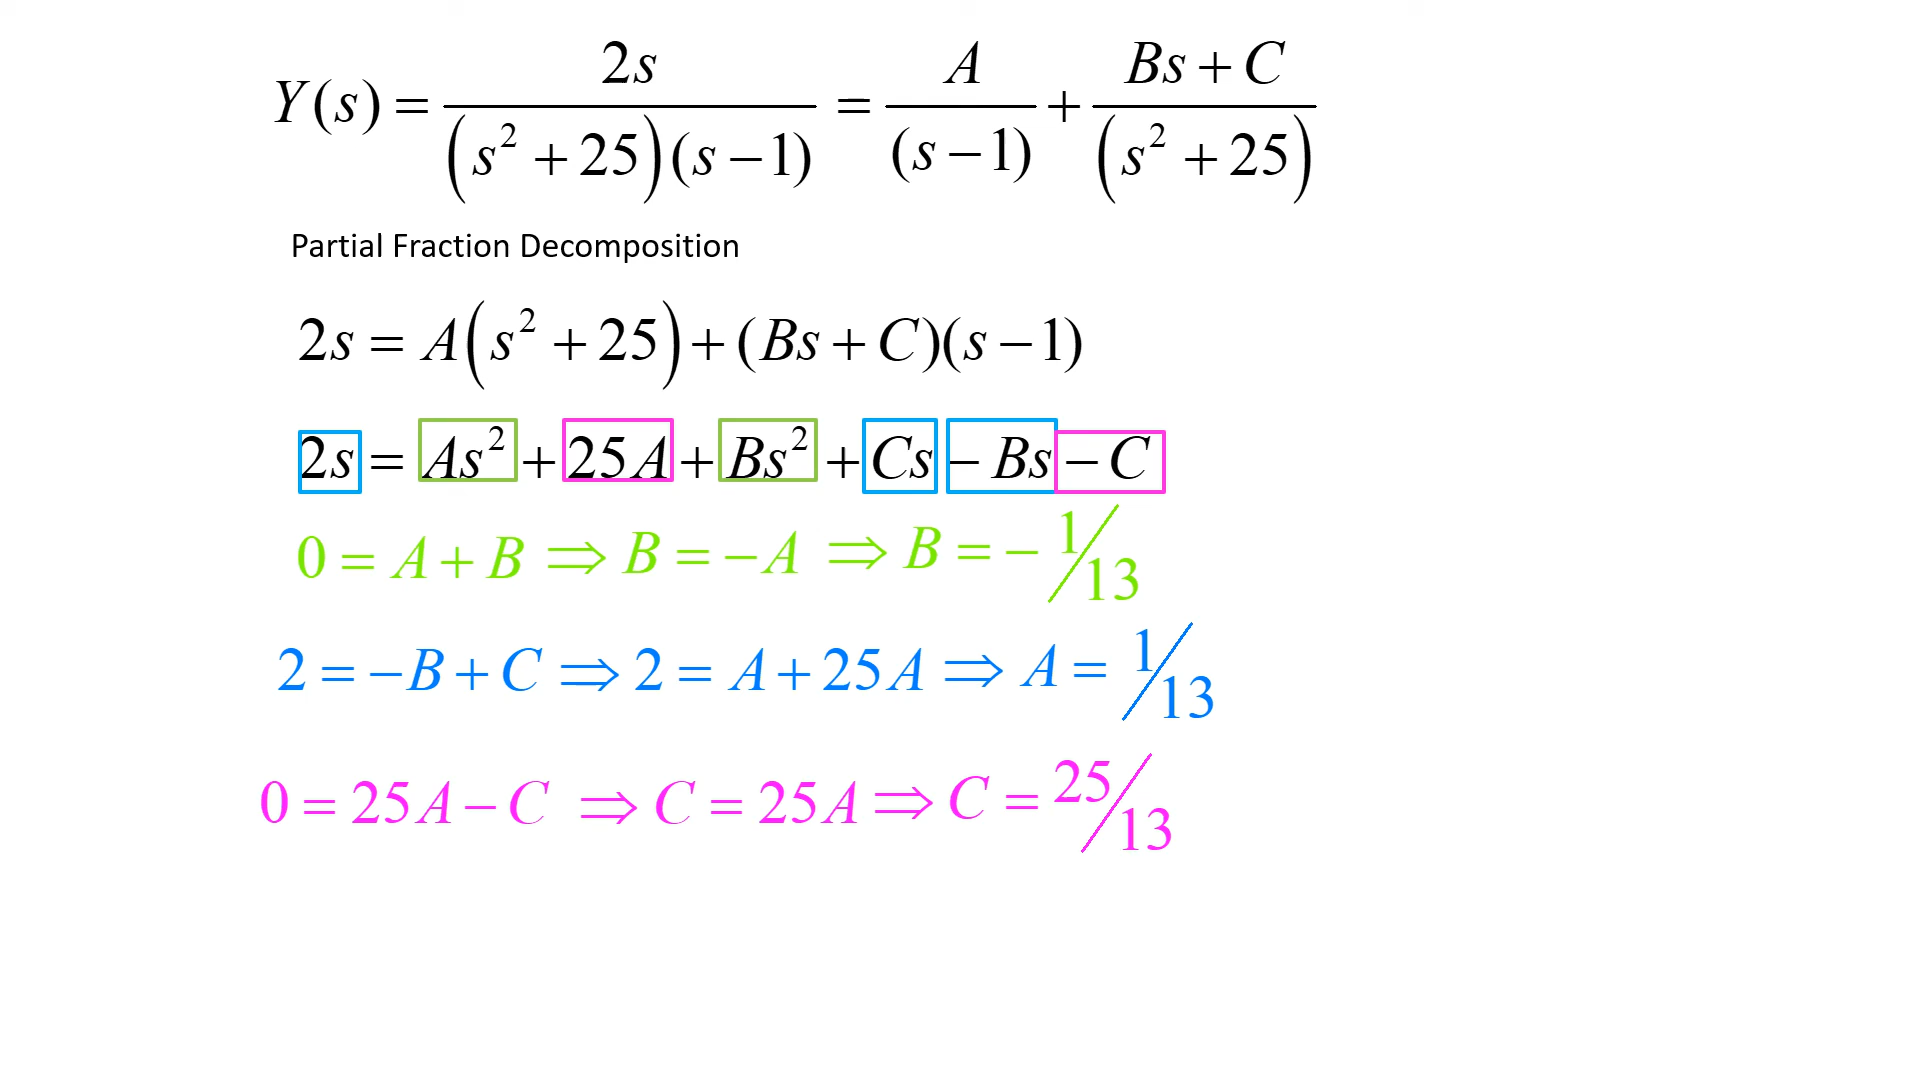 Y(s) = 2s / ((s² + 25)(s − 1)) = A / (s − 1) + (Bs + C) / (s² + 25)
Partial Fraction Decomposition
2s = A(s² + 25) + (Bs + C)(s − 1)
2s = As² + 25A + Bs² + Cs − Bs − C
0 = A + B ⇒ B = −A ⇒ B = − 1/13
2 = −B + C ⇒ 2 = A + 25A ⇒ A = 1/13
0 = 25A − C ⇒ C = 25A ⇒ C = 25/13